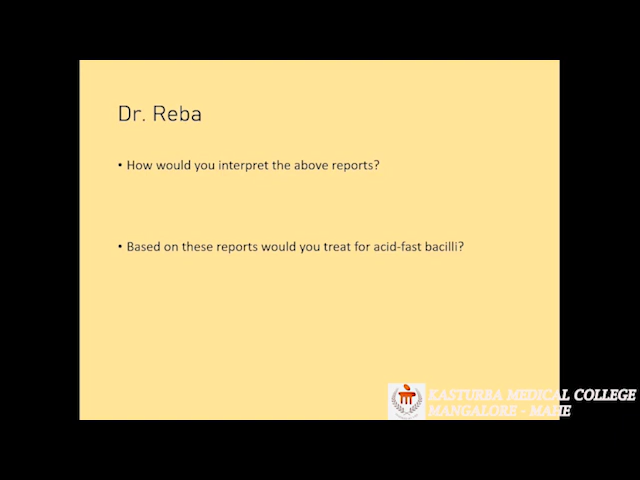 Dr. Reba
• How would you interpret the above reports?
• Based on these reports would you treat for acid-fast bacilli?
KASTURBA MEDICAL COLLEGE
MANGALORE - MAHE